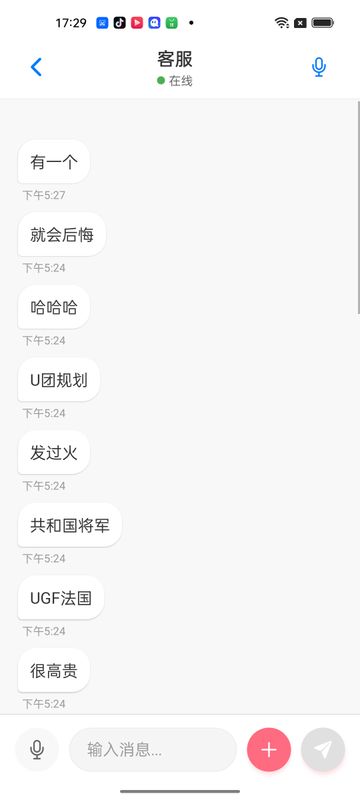 17:29
客服
在线
有一个
下午5:27
就会后悔
下午5:24
哈哈哈
下午5:24
U团规划
下午5:24
发过火
下午5:24
共和国将军
下午5:24
UGF法国
下午5:24
很高贵
下午5:24
输入消息...